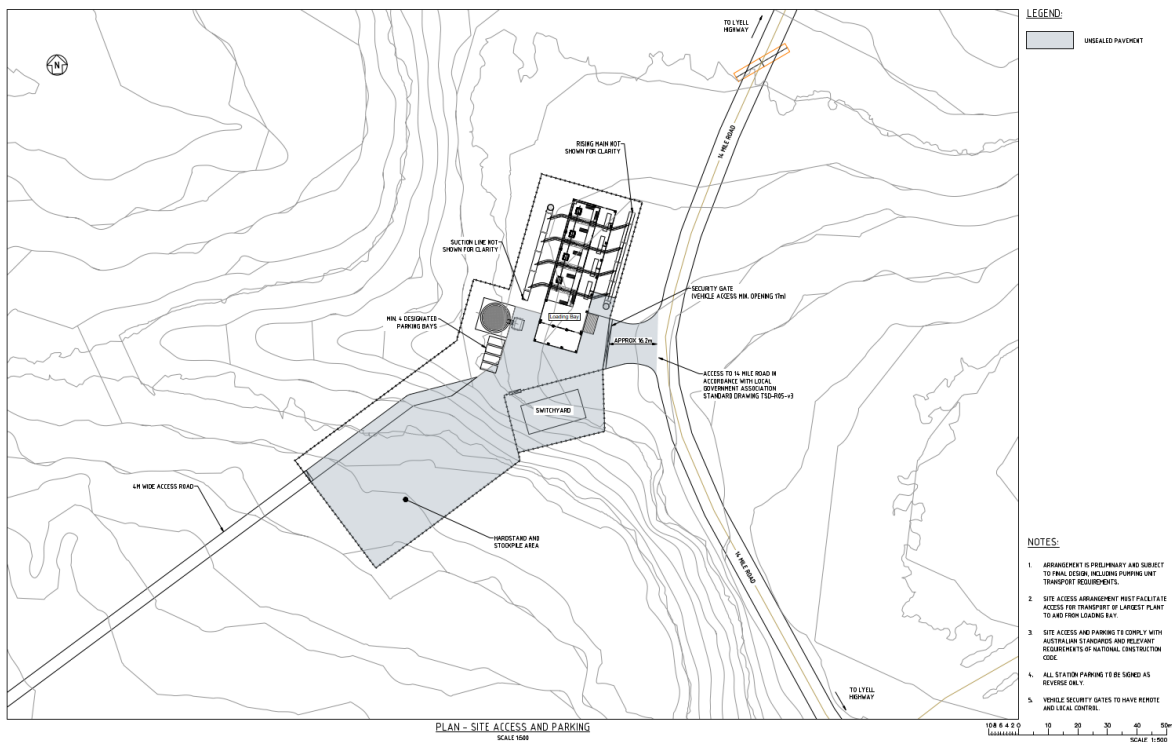 LEGEND:
UNSEALED PAVEMENT
TO LYELL
HIGHWAY
N
14 MILE ROAD
RISING MAIN NOT
SHOWN FOR CLARITY
SUCTION LINE NOT
SHOWN FOR CLARITY
SECURITY GATE
(VEHICLE ACCESS MIN. OPENING 17m)
MIN. 4 DESIGNATED
PARKING BAYS
Loading Bay
APPROX 16.2m
ACCESS TO 14 MILE ROAD IN
ACCORDANCE WITH LOCAL
GOVERNMENT ASSOCIATION
STANDARD DRAWING TSD-R05-v3
SWITCHYARD
4M WIDE ACCESS ROAD
HARDSTAND AND
STOCKPILE AREA
14 MILE ROAD
TO LYELL
HIGHWAY
NOTES:
1. ARRANGEMENT IS PRELIMINARY AND SUBJECT
TO FINAL DESIGN, INCLUDING PUMPING UNIT
TRANSPORT REQUIREMENTS.
2. SITE ACCESS ARRANGEMENT MUST FACILITATE
ACCESS FOR TRANSPORT OF LARGEST PLANT
TO AND FROM LOADING BAY.
3. SITE ACCESS AND PARKING TO COMPLY WITH
AUSTRALIAN STANDARDS AND RELEVANT
REQUIREMENTS OF NATIONAL CONSTRUCTION
CODE.
4. ALL STATION PARKING TO BE SIGNED AS
REVERSE ONLY.
5. VEHICLE SECURITY GATES TO HAVE REMOTE
AND LOCAL CONTROL.
PLAN - SITE ACCESS AND PARKING
SCALE 1:500
10 8 6 4 2 0 10 20 30 40 50m
SCALE 1:500